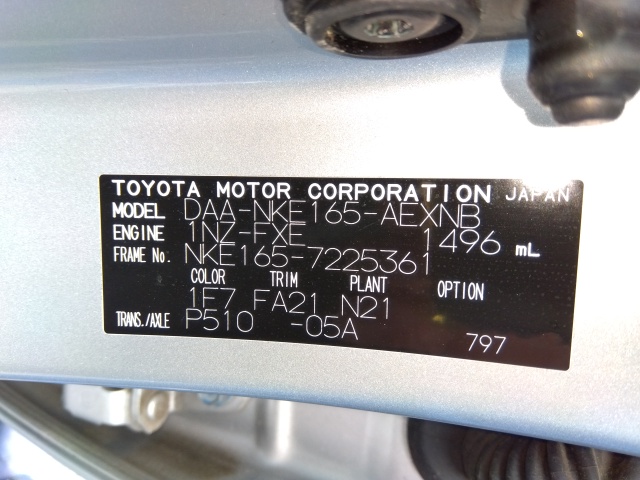 TOYOTA MOTOR CORPORATION JAPAN
MODEL DAA-NKE165-AEXNB
ENGINE 1NZ-FXE 1496 mL
FRAME No. NKE165-7225361
COLOR TRIM PLANT OPTION
1F7 FA21 N21
TRANS./AXLE P510 -05A
797